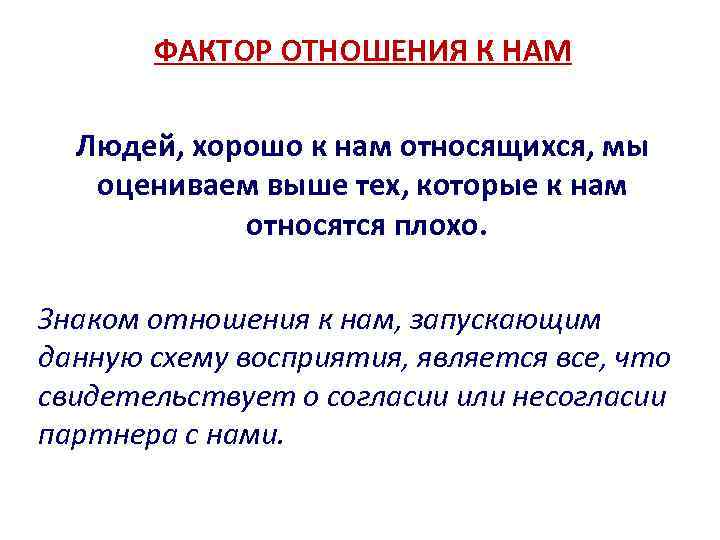 ФАКТОР ОТНОШЕНИЯ К НАМ
Людей, хорошо к нам относящихся, мы
оцениваем выше тех, которые к нам
относятся плохо.
Знаком отношения к нам, запускающим
данную схему восприятия, является все, что
свидетельствует о согласии или несогласии
партнера с нами.